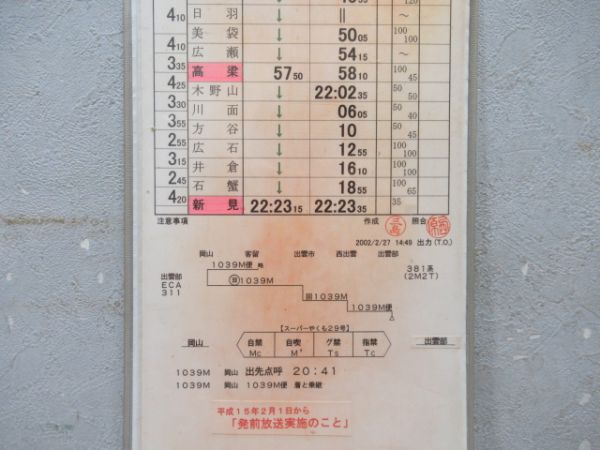 4 10 日羽 ↓ || ～
美袋 ↓ 50 05
4 10 広瀬 ↓ 54 15 ～
3 35 高梁 57 50 58 10 100 100 45
4 25 木野山 ↓ 22:02 35 50 50
3 30 川面 ↓ 06 05 50 40
3 55 方谷 ↓ 10
2 55 広石 ↓ 12 55 100 100
3 15 井倉 ↓ 16 10
2 45 石蟹 ↓ 18 55 100 65
4 20 新見 22:23 15 22:23 35 35
注意事項 作成 照合
2002/2/27 14:49 出力(T.O.)
岡山 客留 出雲市 西出雲 出雲部
出雲部 1039M便 381系
ECA 1039M (2M2T)
311 1039M
1039M便
【スーパーやくも29号】
岡山 自禁 自喫 グ禁 指禁 出雲部
Mc M' Ts Tc
1039M 岡山 出先点呼 20:41
1039M 岡山 1039M便 着と乗継
平成15年2月1日から
「発前放送実施のこと」